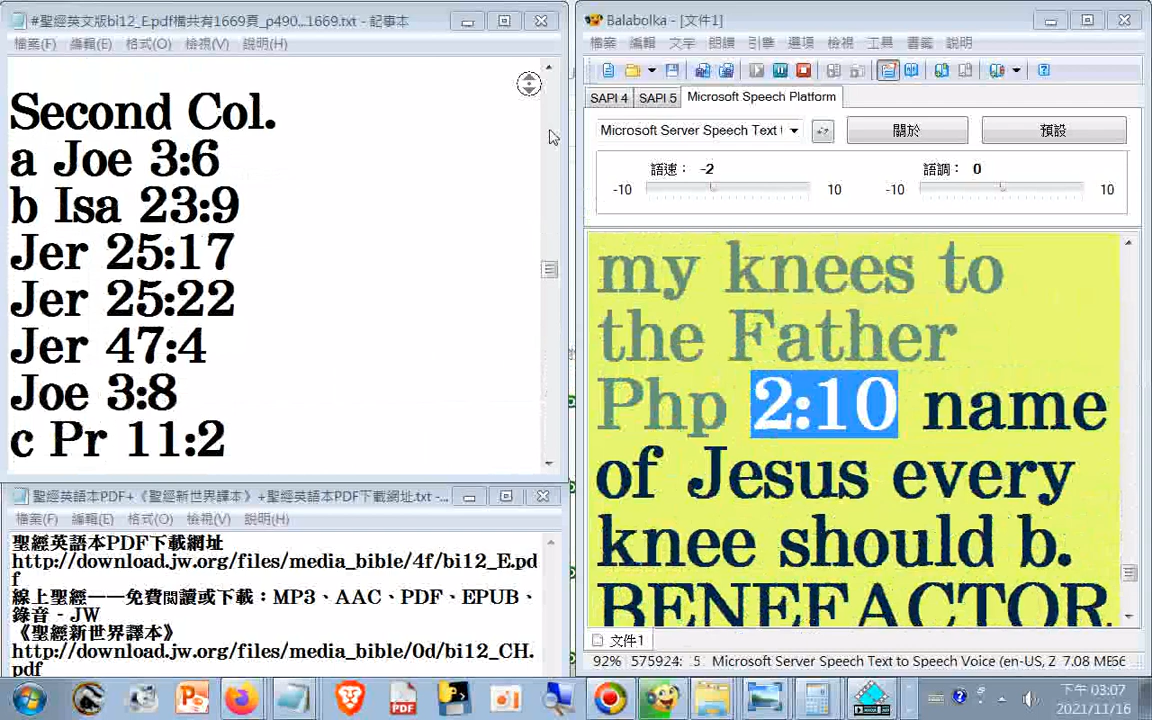 #聖經英文版bi12_E.pdf檔共有1669頁_p490...1669.txt - 記事本
檔案(F) 編輯(E) 格式(O) 檢視(V) 說明(H)
Second Col.
a Joe 3:6
b Isa 23:9
Jer 25:17
Jer 25:22
Jer 47:4
Joe 3:8
c Pr 11:2
聖經英語本PDF+《聖經新世界譯本》+聖經英語本PDF下載網址.txt -...
檔案(F) 編輯(E) 格式(O) 檢視(V) 說明(H)
聖經英語本PDF下載網址
http://download.jw.org/files/media_bible/4f/bi12_E.pd
f
線上聖經——免費閱讀或下載：MP3、AAC、PDF、EPUB、
錄音 - JW
《聖經新世界譯本》
http://download.jw.org/files/media_bible/0d/bi12_CH.
pdf
Balabolka - [文件1]
檔案 編輯 文字 朗讀 引擎 選項 檢視 工具 書籤 說明
SAPI 4 SAPI 5 Microsoft Speech Platform
Microsoft Server Speech Text t 關於 預設
語速： -2 語調： 0
-10 10 -10 10
my knees to
the Father
Php 2:10 name
of Jesus every
knee should b.
BENEFACTOR
文件1
92% 575924: 5 Microsoft Server Speech Text to Speech Voice (en-US, Z 7.08 MB
下午 03:07
2021/11/16